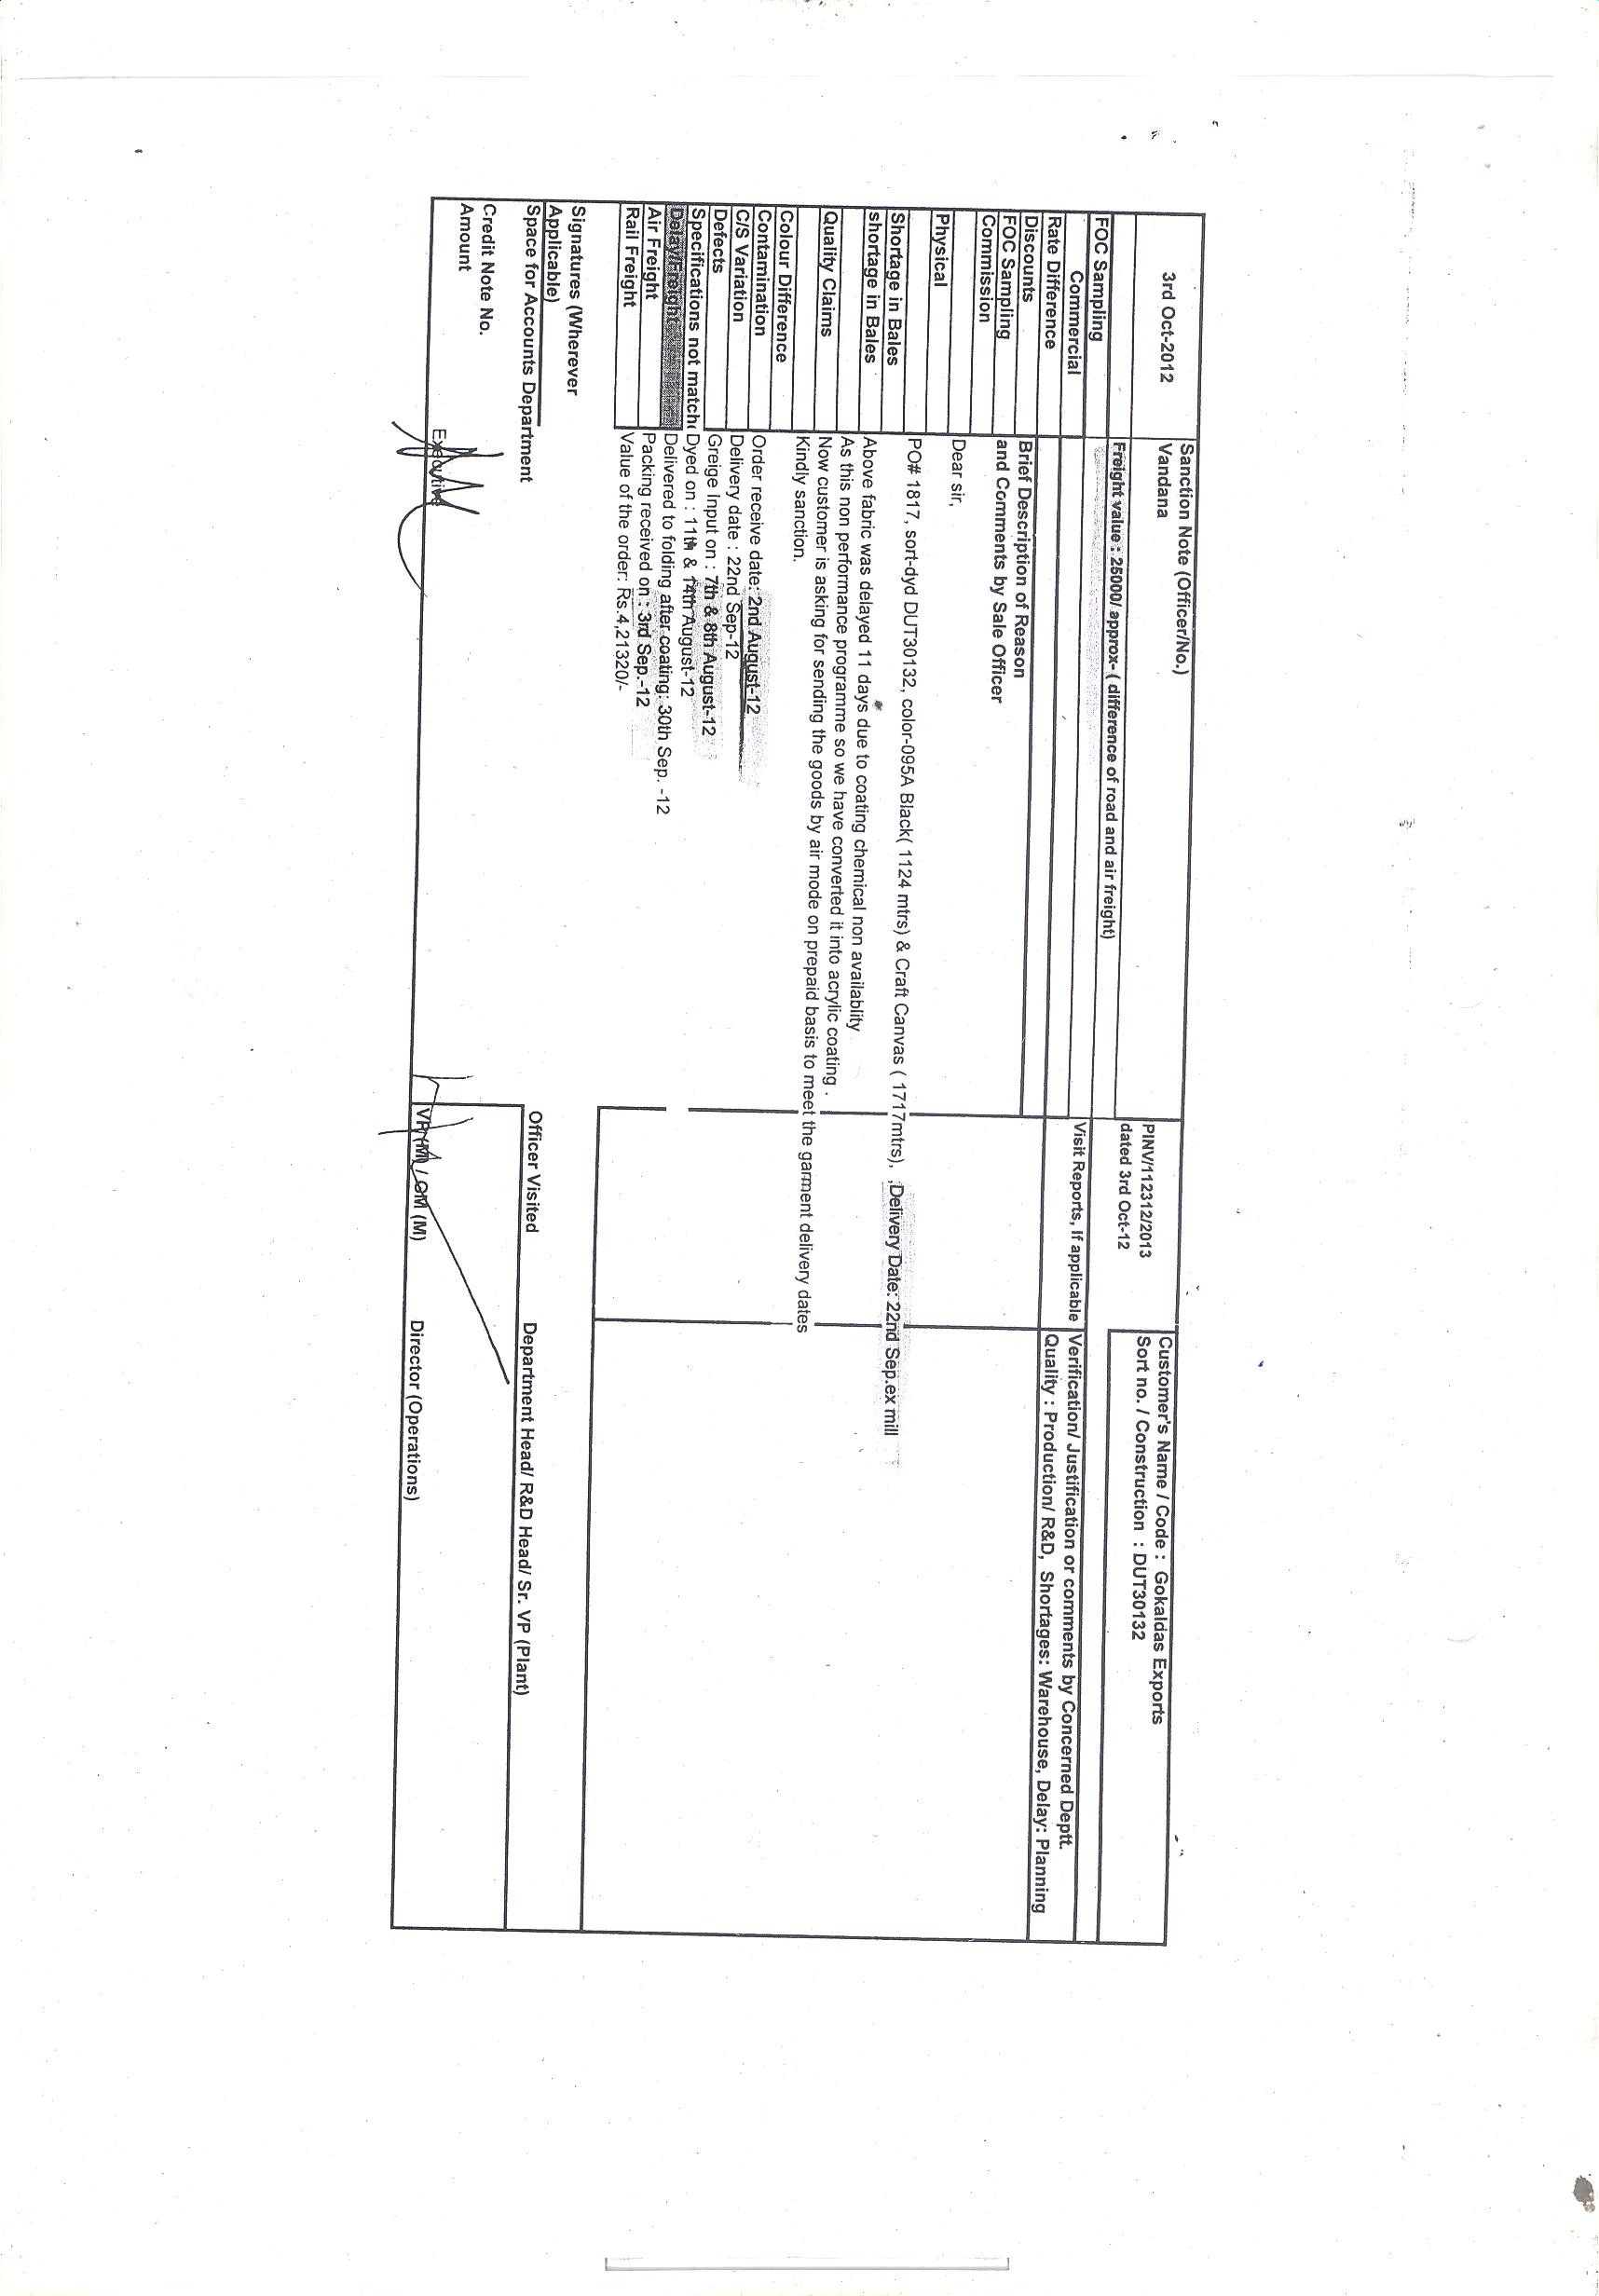 3rd Oct-2012
Sanction Note (Officer/No.)
Vandana
PINV/112312/2013
dated 3rd Oct-12
Customer's Name / Code : Gokaldas Exports
Sort no. / Construction : DUT30132
Freight value : 25000/ approx- ( difference of road and air freight)
FOC Sampling
Commercial
Visit Reports, If applicable
Verification/ Justification or comments by Concerned Deptt.
Quality : Production/ R&D, Shortages: Warehouse, Delay: Planning
Rate Difference
Discounts
FOC Sampling
Commission
Brief Description of Reason
and Comments by Sale Officer
Physical
Dear sir,
Shortage in Bales
PO# 1817, sort-dyd DUT30132, color-095A Black( 1124 mtrs) & Craft Canvas ( 1717mtrs), ,Delivery Date: 22nd Sep.ex mill
shortage in Bales
Above fabric was delayed 11 days due to coating chemical non availablity
As this non performance programme so we have converted it into acrylic coating .
Quality Claims
Now customer is asking for sending the goods by air mode on prepaid basis to meet the garment delivery dates
Kindly sanction.
Colour Difference
Contamination
Order receive date: 2nd August-12
C/S Variation
Delivery date : 22nd Sep-12
Defects
Greige Input on : 7th & 8th August-12
Specifications not matche
Dyed on : 11th & 14th August-12
Delay/Freight
Delivered to folding after coating: 30th Sep. -12
Air Freight
Packing received on : 3rd Sep.-12
Rail Freight
Value of the order: Rs.4,21320/-
Signatures (Wherever
Applicable)
Officer Visited
Department Head/ R&D Head/ Sr. VP (Plant)
Space for Accounts Department
Credit Note No.
Amount
Executive
VP (M) / GM (M)
Director (Operations)